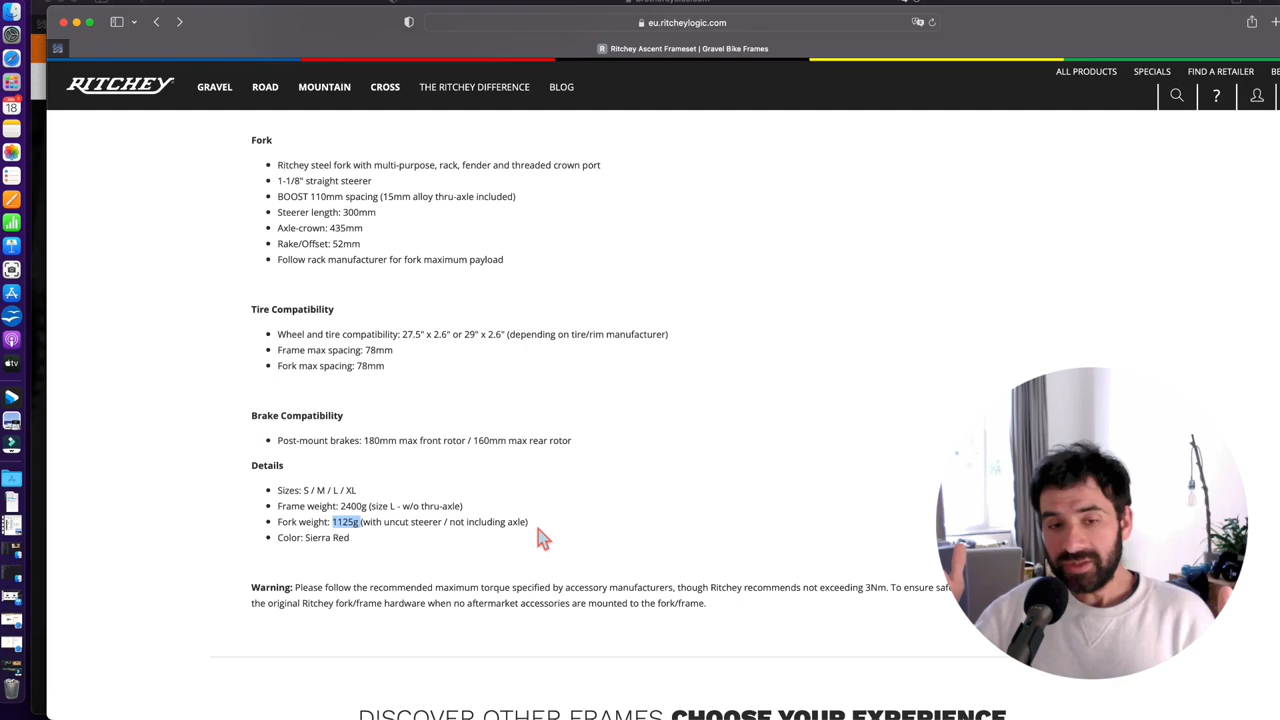 eu.ritcheylogic.com
R Ritchey Ascent Frameset | Gravel Bike Frames
RITCHEY GRAVEL ROAD MOUNTAIN CROSS THE RITCHEY DIFFERENCE BLOG
ALL PRODUCTS SPECIALS FIND A RETAILER BE
?
18
tv
Fork
Ritchey steel fork with multi-purpose, rack, fender and threaded crown port
1-1/8" straight steerer
BOOST 110mm spacing (15mm alloy thru-axle included)
Steerer length: 300mm
Axle-crown: 435mm
Rake/Offset: 52mm
Follow rack manufacturer for fork maximum payload
Tire Compatibility
Wheel and tire compatibility: 27.5" x 2.6" or 29" x 2.6" (depending on tire/rim manufacturer)
Frame max spacing: 78mm
Fork max spacing: 78mm
Brake Compatibility
Post-mount brakes: 180mm max front rotor / 160mm max rear rotor
Details
Sizes: S / M / L / XL
Frame weight: 2400g (size L - w/o thru-axle)
Fork weight: 1125g (with uncut steerer / not including axle)
Color: Sierra Red
Warning: Please follow the recommended maximum torque specified by accessory manufacturers, though Ritchey recommends not exceeding 3Nm. To ensure safe
the original Ritchey fork/frame hardware when no aftermarket accessories are mounted to the fork/frame.
DISCOVER OTHER FRAMES CHOOSE YOUR EXPERIENCE